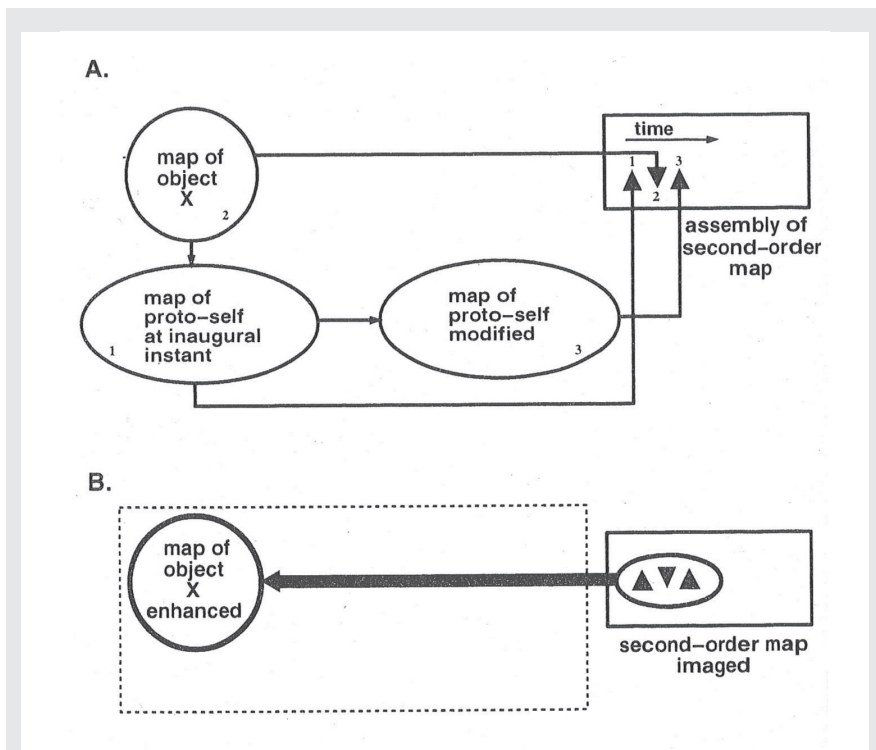 A.
map of
object
X
2
time
1
3
2
assembly of
second-order
map
map of
proto-self
at inaugural
instant
1
map of
proto-self
modified
3
B.
map of
object
X
enhanced
second-order map
imaged